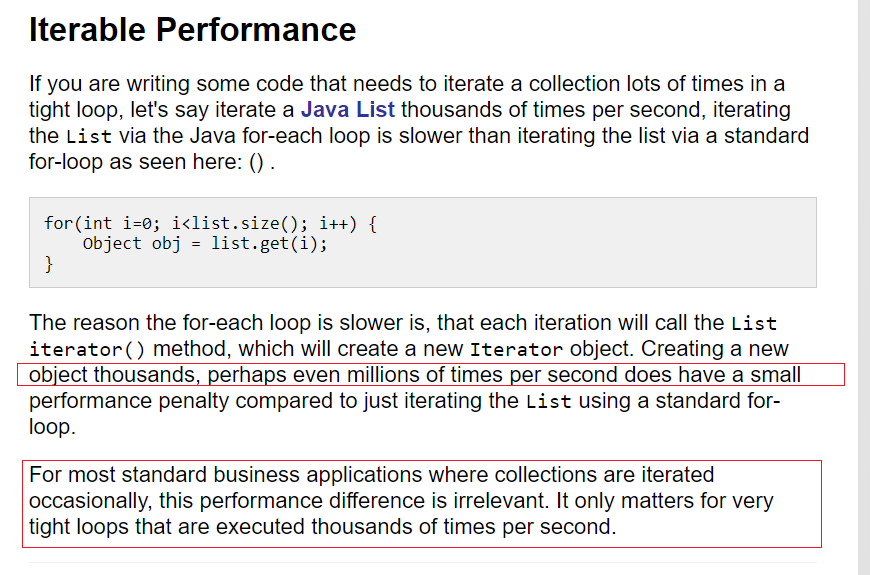 Iterable Performance
If you are writing some code that needs to iterate a collection lots of times in a
tight loop, let's say iterate a Java List thousands of times per second, iterating
the List via the Java for-each loop is slower than iterating the list via a standard
for-loop as seen here: () .
for(int i=0; i<list.size(); i++) {
    Object obj = list.get(i);
}
The reason the for-each loop is slower is, that each iteration will call the List
iterator() method, which will create a new Iterator object. Creating a new
object thousands, perhaps even millions of times per second does have a small
performance penalty compared to just iterating the List using a standard for-
loop.
For most standard business applications where collections are iterated
occasionally, this performance difference is irrelevant. It only matters for very
tight loops that are executed thousands of times per second.